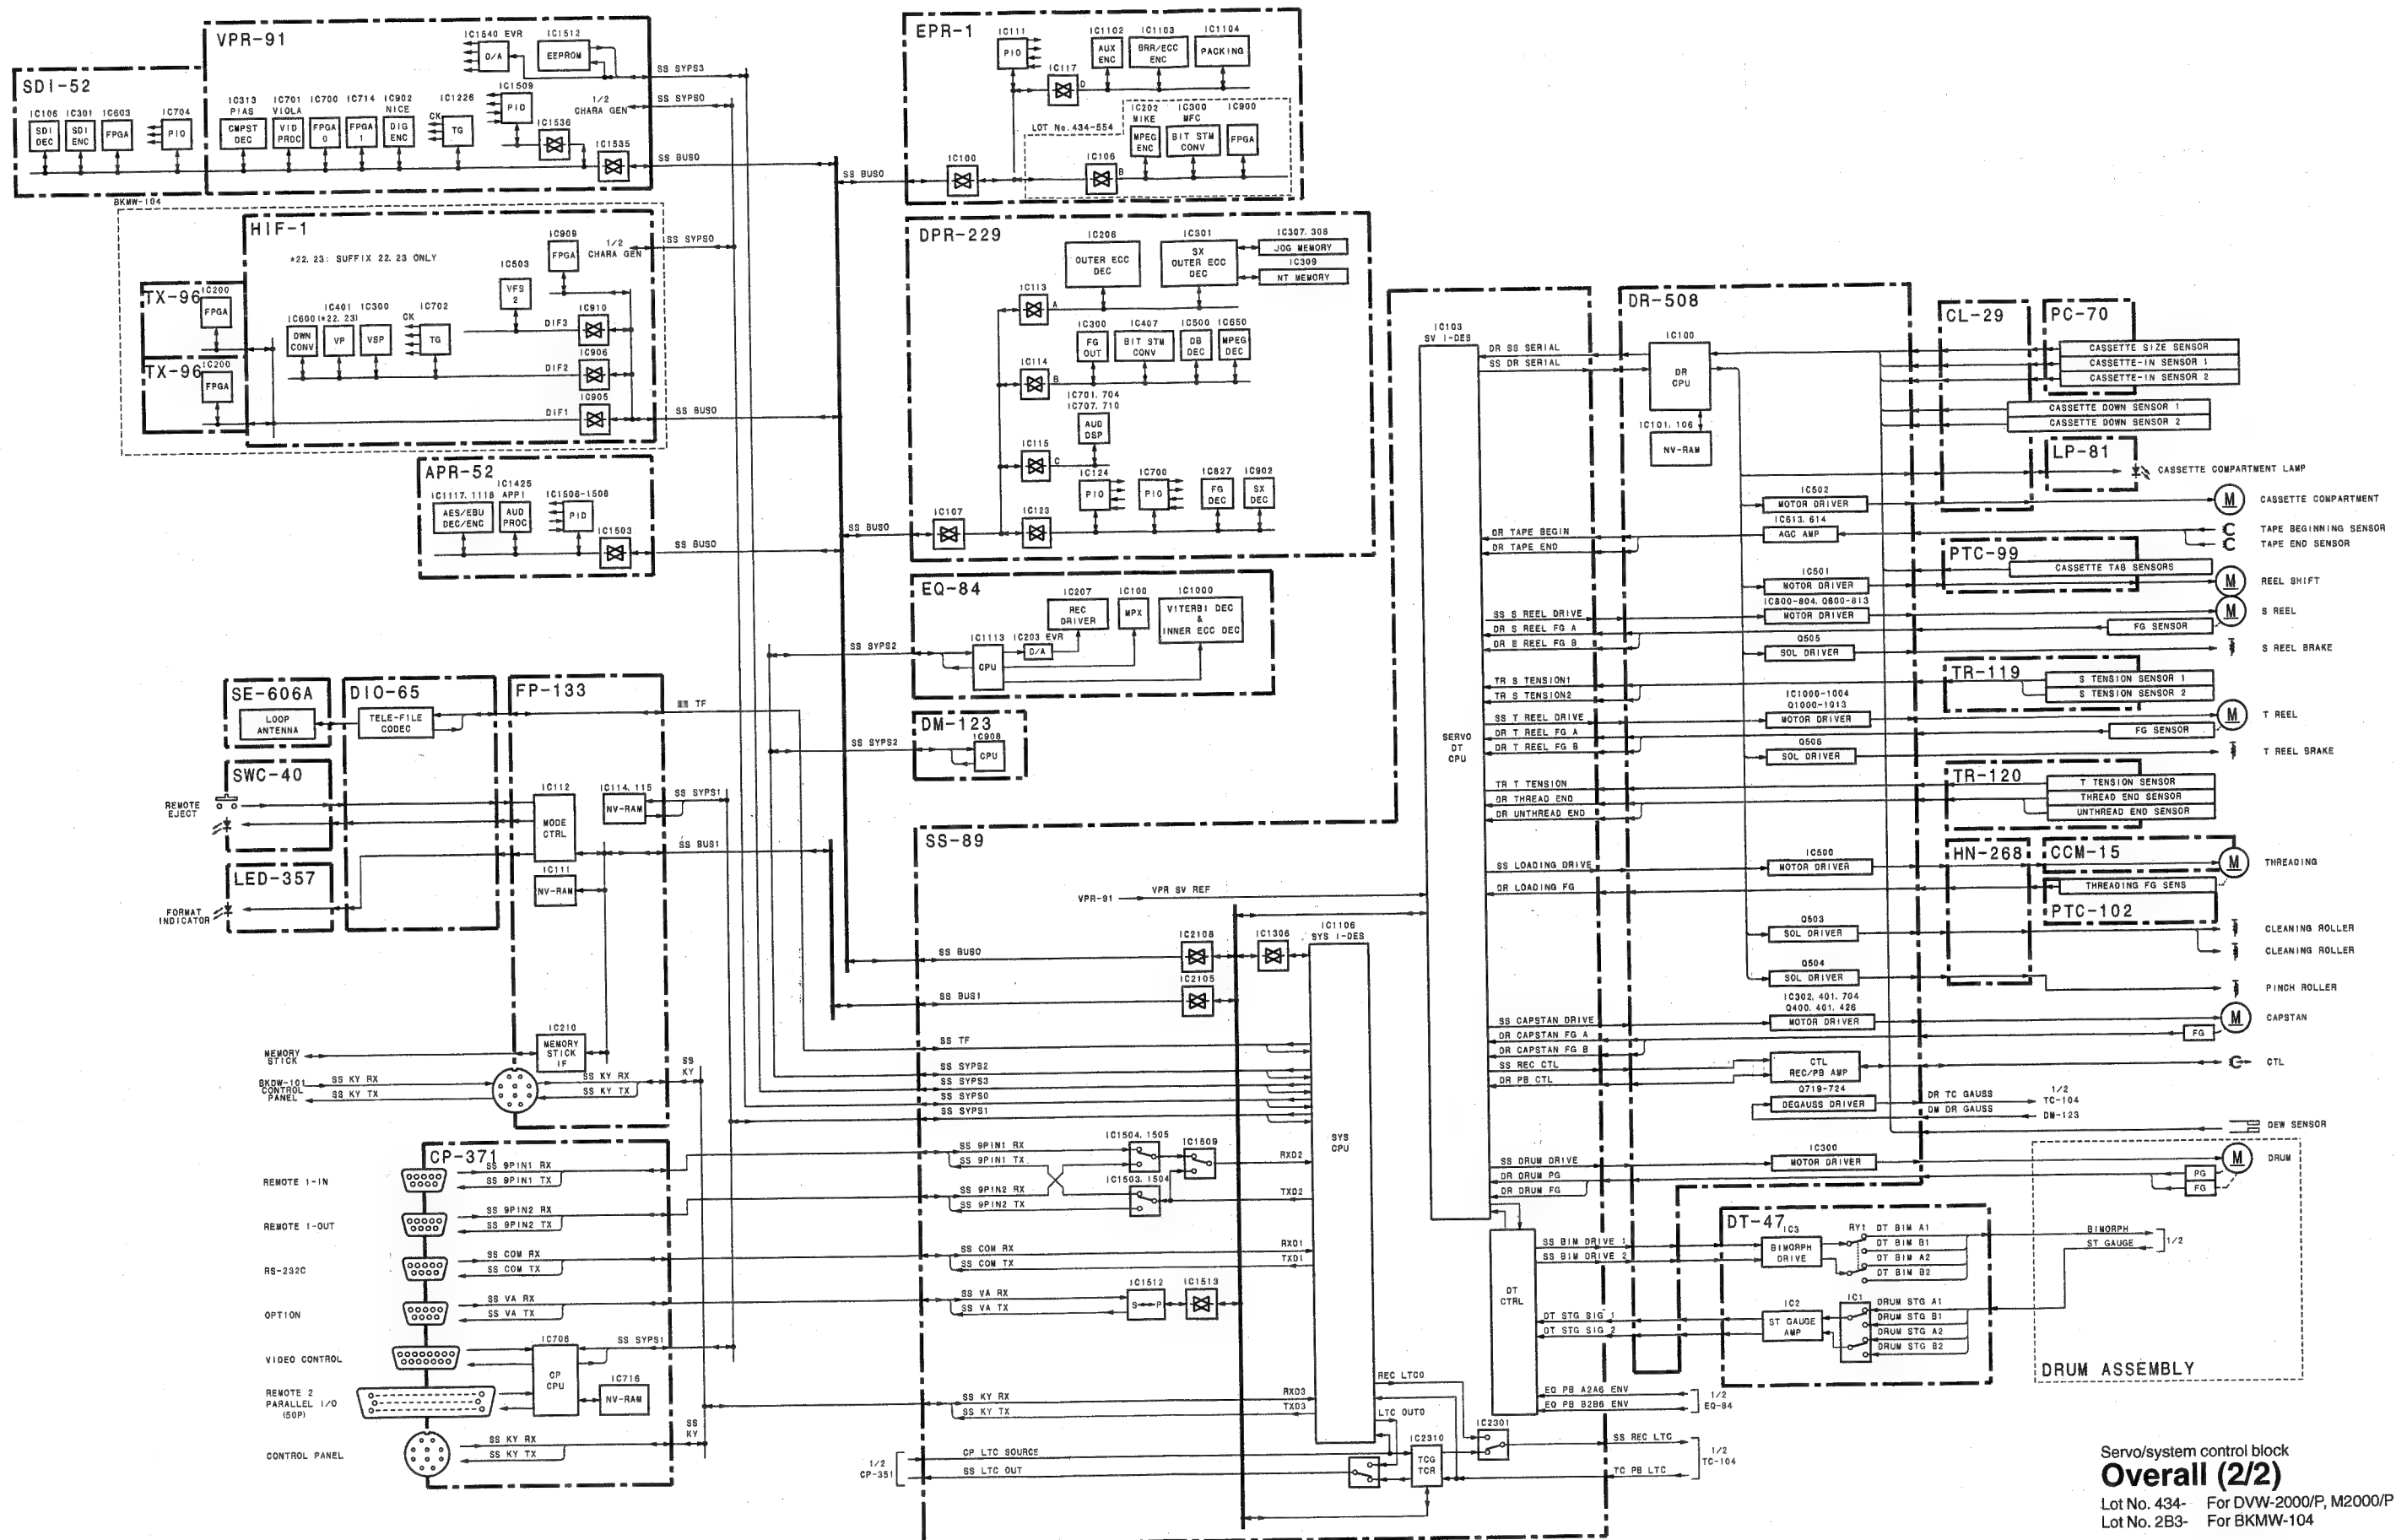 VPR-91
IC1540 EVR
D/A
IC1512
EEPROM
SS SYPS3
SDI-52
IC106
SDI
DEC
IC301
SDI
ENC
IC603
FPGA
IC704
PIO
IC313
PIAS
CMPST
DEC
IC701
VIOLA
VID
PROC
IC700
FPGA
0
IC714
FPGA
1
IC902
NICE
DIG
ENC
IC1226
CK
TG
IC1509
PIO
1/2
CHARA GEN
SS SYPS0
IC1536
IC1535
SS BUS0
BKMW-104
HIF-1
*22. 23: SUFFIX 22. 23 ONLY
IC909
FPGA
1/2
CHARA GEN
SS SYPS0
IC503
VFS
2
TX-96
IC200
FPGA
IC600
DWN
CONV
IC401
(*22. 23)
VP
IC300
VSP
CK
IC702
TG
DIF3
IC910
DIF2
IC906
DIF1
IC905
SS BUS0
TX-96
IC200
FPGA
APR-52
IC1117. 1118
AES/EBU
DEC/ENC
IC1425
APP1
AUD
PROC
IC1506-1508
PIO
IC1503
SS BUS0
EPR-1
IC111
PIO
IC1102
AUX
ENC
IC1103
BRR/ECC
ENC
IC1104
PACKING
IC117
D
LOT No. 434-554
IC202
MIKE
MPEG
ENC
IC300
MFC
BIT STM
CONV
IC900
FPGA
SS BUS0
IC100
IC106
B
DPR-229
IC206
OUTER ECC
DEC
IC301
SX
OUTER ECC
DEC
IC307. 308
JOG MEMORY
IC309
NT MEMORY
IC113
A
IC300
FG
OUT
IC407
BIT STM
CONV
IC500
DB
DEC
IC650
MPEG
DEC
IC114
B
IC701. 704
IC707. 710
AUD
DSP
IC115
C
IC124
PIO
IC700
PIO
IC827
FG
DEC
IC902
SX
DEC
SS BUS0
IC107
IC123
EQ-84
IC207
REC
DRIVER
IC100
MPX
IC1000
VITERBI DEC
&
INNER ECC DEC
IC1113
CPU
IC203 EVR
D/A
SS SYPS2
DM-123
IC908
CPU
SS SYPS2
SE-606A
LOOP
ANTENNA
DIO-65
TELE-FILE
CODEC
FP-133
TF
SWC-40
REMOTE
EJECT
IC112
MODE
CTRL
IC114. 115
NV-RAM
SS SYPS1
SS BUS1
LED-357
FORMAT
INDICATOR
IC111
NV-RAM
IC210
MEMORY
STICK
IF
MEMORY
STICK
BKDW-101
CONTROL
PANEL
SS KY RX
SS KY TX
SS KY RX
SS KY TX
SS
KY
CP-371
REMOTE 1-IN
SS 9PIN1 RX
SS 9PIN1 TX
REMOTE 1-OUT
SS 9PIN2 RX
SS 9PIN2 TX
RS-232C
SS COM RX
SS COM TX
OPTION
SS VA RX
SS VA TX
VIDEO CONTROL
IC706
CP
CPU
SS SYPS1
IC716
NV-RAM
REMOTE 2
PARALLEL I/O
(50P)
CONTROL PANEL
SS KY RX
SS KY TX
SS
KY
SS-89
VPR-91
VPR SV REF
SS BUS0
IC2108
IC1306
IC1106
SYS I-DES
SS BUS1
IC2105
SS TF
SS SYPS2
SS SYPS3
SS SYPS0
SS SYPS1
SYS
CPU
SS 9PIN1 RX
SS 9PIN1 TX
IC1504. 1505
IC1509
RXD2
SS 9PIN2 RX
SS 9PIN2 TX
IC1503. 1504
TXD2
SS COM RX
SS COM TX
RXD1
TXD1
SS VA RX
SS VA TX
IC1512
S P
IC1513
SS KY RX
SS KY TX
RXD3
TXD3
REC LTC0
LTC OUT0
1/2
CP-351
CP LTC SOURCE
SS LTC OUT
IC2310
TCG
TCR
IC2301
SS REC LTC
TC PB LTC
1/2
TC-104
IC103
SV I-DES
SERVO
DT
CPU
DR SS SERIAL
SS DR SERIAL
DR TAPE BEGIN
DR TAPE END
SS S REEL DRIVE
DR S REEL FG A
DR REEL FG B
TR S TENSION1
TR S TENSION2
SS T REEL DRIVE
DR T REEL FG A
DR T REEL FG B
TR T TENSION
DR THREAD END
DR UNTHREAD END
SS LOADING DRIVE
DR LOADING FG
SS CAPSTAN DRIVE
DR CAPSTAN FG A
DR CAPSTAN FG B
SS REC CTL
DR PB CTL
SS DRUM DRIVE
DR DRUM PG
DR DRUM FG
DT
CTRL
SS BIM DRIVE 1
SS BIM DRIVE 2
DT STG SIG 1
DT STG SIG 2
EQ PB A2A6 ENV
EQ PB B2B6 ENV
1/2
EQ-84
DR-508
IC100
DR
CPU
IC101. 106
NV-RAM
IC502
MOTOR DRIVER
IC613. 614
AGC AMP
IC501
MOTOR DRIVER
IC800-804. Q600-813
MOTOR DRIVER
Q505
SOL DRIVER
IC1000-1004
Q1000-1013
MOTOR DRIVER
Q506
SOL DRIVER
IC500
MOTOR DRIVER
Q503
SOL DRIVER
Q504
SOL DRIVER
IC302. 401. 704
Q400. 401. 426
MOTOR DRIVER
CTL
REC/PB AMP
Q719-724
DEGAUSS DRIVER
DR TC GAUSS
DM DR GAUSS
1/2
TC-104
DM-123
IC300
MOTOR DRIVER
CL-29
PC-70
CASSETTE SIZE SENSOR
CASSETTE-IN SENSOR 1
CASSETTE-IN SENSOR 2
CASSETTE DOWN SENSOR 1
CASSETTE DOWN SENSOR 2
LP-81
CASSETTE COMPARTMENT LAMP
M
CASSETTE COMPARTMENT
TAPE BEGINNING SENSOR
TAPE END SENSOR
PTC-99
CASSETTE TAB SENSORS
M
REEL SHIFT
M
S REEL
FG SENSOR
S REEL BRAKE
TR-119
S TENSION SENSOR 1
S TENSION SENSOR 2
M
T REEL
FG SENSOR
T REEL BRAKE
TR-120
T TENSION SENSOR
THREAD END SENSOR
UNTHREAD END SENSOR
HN-268
CCM-15
M
THREADING
THREADING FG SENS
PTC-102
CLEANING ROLLER
CLEANING ROLLER
PINCH ROLLER
M
CAPSTAN
FG
CTL
DEW SENSOR
M
DRUM
PG
FG
DT-47
IC3
BIMORPH
DRIVE
RY1
DT BIM A1
DT BIM B1
DT BIM A2
DT BIM B2
BIMORPH
ST GAUGE
1/2
IC2
ST GAUGE
AMP
IC1
DRUM STG A1
DRUM STG B1
DRUM STG A2
DRUM STG B2
DRUM ASSEMBLY
Servo/system control block
Overall (2/2)
Lot No. 434- For DVW-2000/P, M2000/P
Lot No. 2B3- For BKMW-104